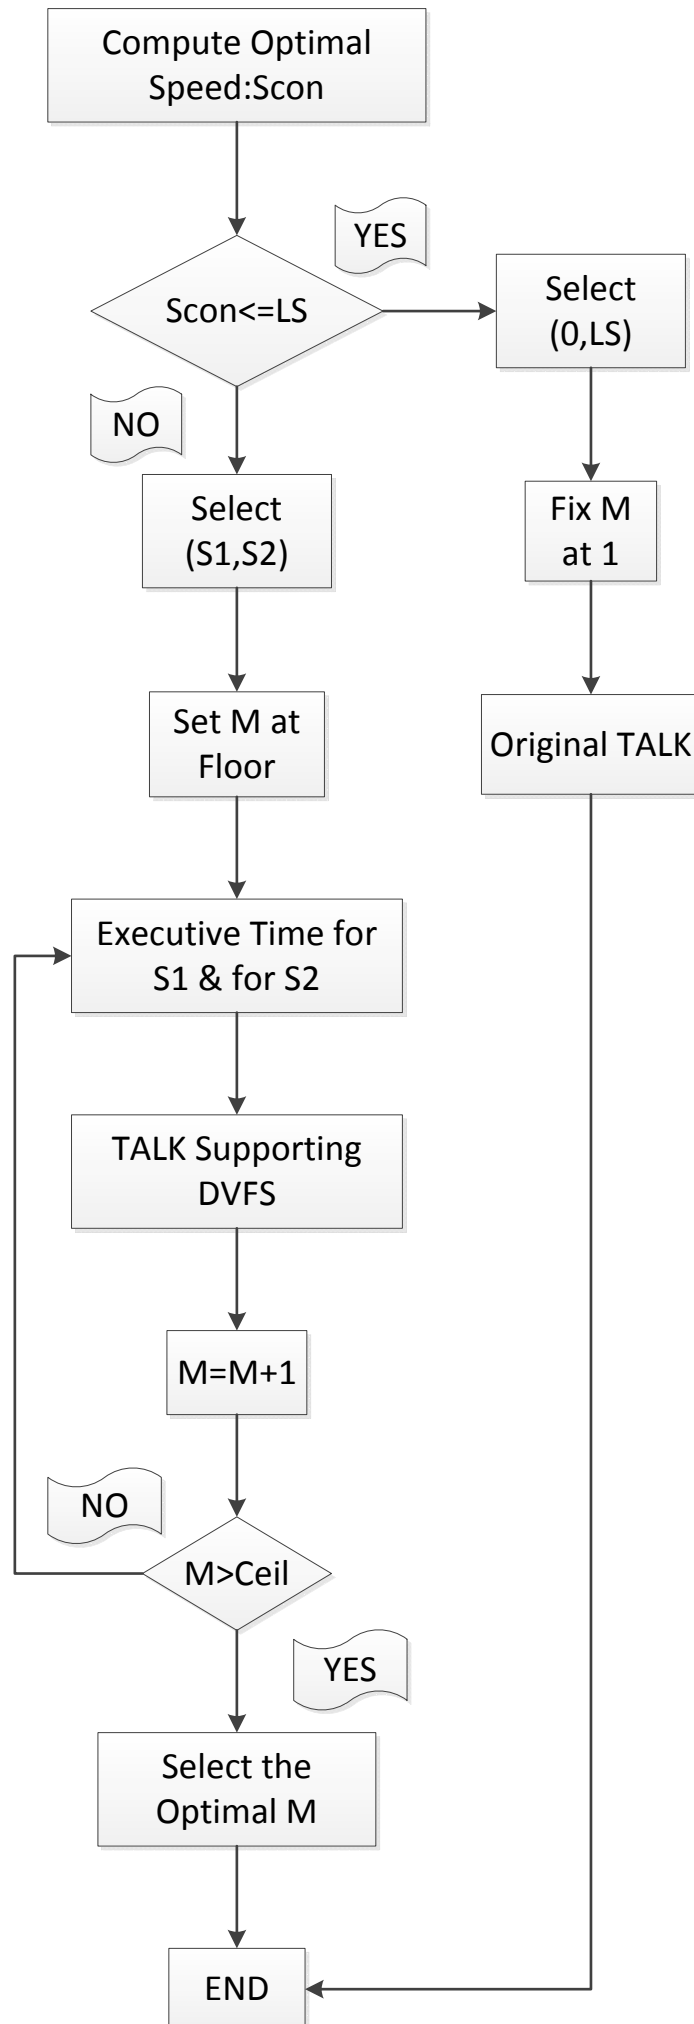 Compute Optimal
Speed:Scon
YES
Scon<=LS
Select
(0,LS)
NO
Select
(S1,S2)
Fix M
at 1
Set M at
Floor
Original TALK
Executive Time for
S1 & for S2
TALK Supporting
DVFS
M=M+1
NO
M>Ceil
YES
Select the
Optimal M
END